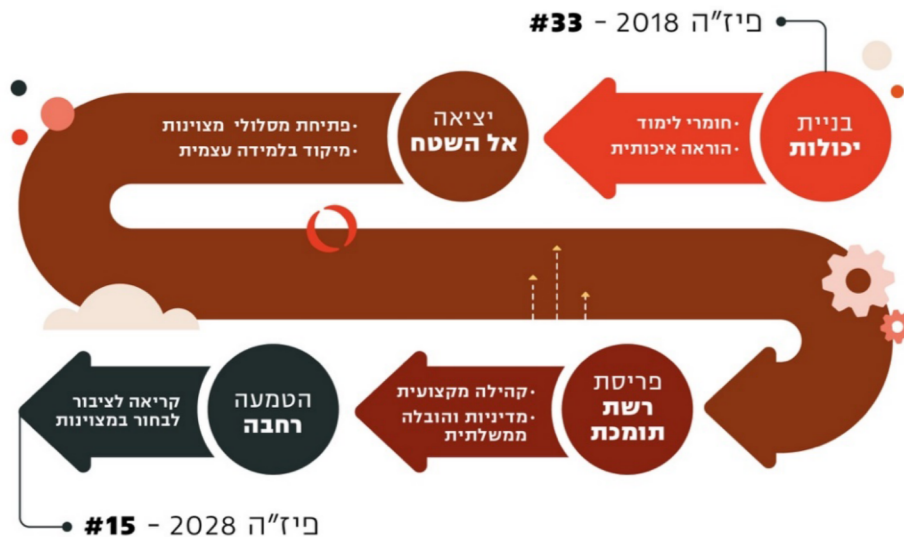 פיז"ה 2018 - #33
בניית
יכולות
·חומרי לימוד
·הוראה איכותית
יציאה
אל השטח
·פתיחת מסלולי מצוינות
·מיקוד בלמידה עצמית
פריסת
רשת
תומכת
·קהילה מקצועית
·מדיניות והובלה
ממשלתית
הטמעה
רחבה
קריאה לציבור
לבחור במצוינות
פיז"ה 2028 - #15